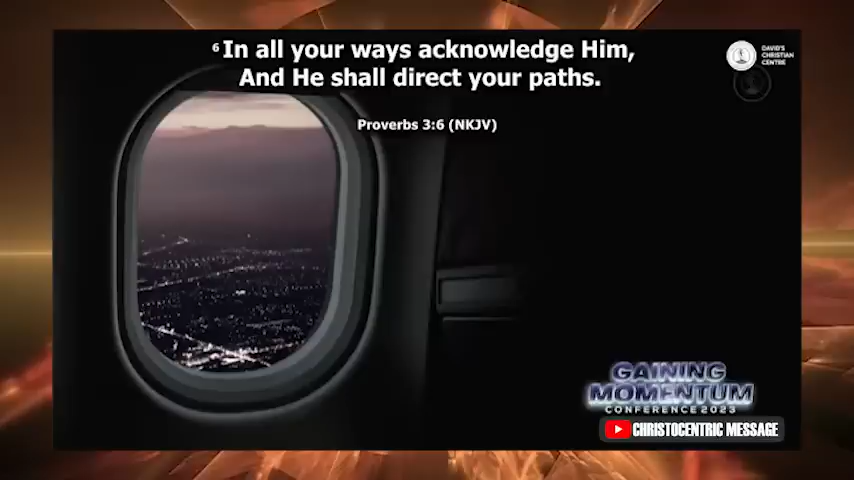 6 In all your ways acknowledge Him,
And He shall direct your paths.
Proverbs 3:6 (NKJV)
DAVID'S
CHRISTIAN
CENTRE
GAINING
MOMENTUM
CONFERENCE 2023
CHRISTOCENTRIC MESSAGE